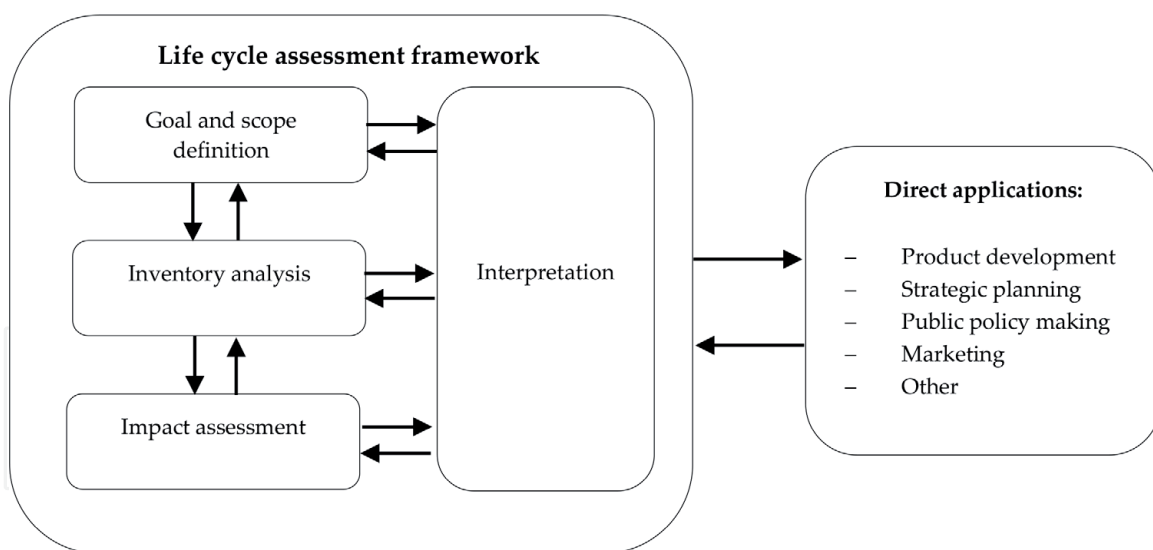 Life cycle assessment framework
Goal and scope
definition
Inventory analysis
Impact assessment
Interpretation
Direct applications:
– Product development
– Strategic planning
– Public policy making
– Marketing
– Other